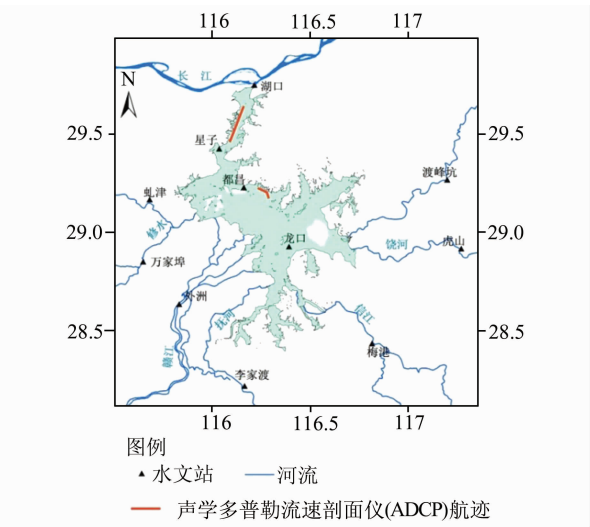 116 116.5 117
N
长 江
湖口
29.5 29.5
星子
渡峰坑
都昌
虬津
修水
29.0 29.0
龙口
饶河
虎山
万家埠
外洲
抚河
信江
28.5 28.5
赣江
梅港
李家渡
116 116.5 117
图例
水文站 河流
声学多普勒流速剖面仪(ADCP)航迹